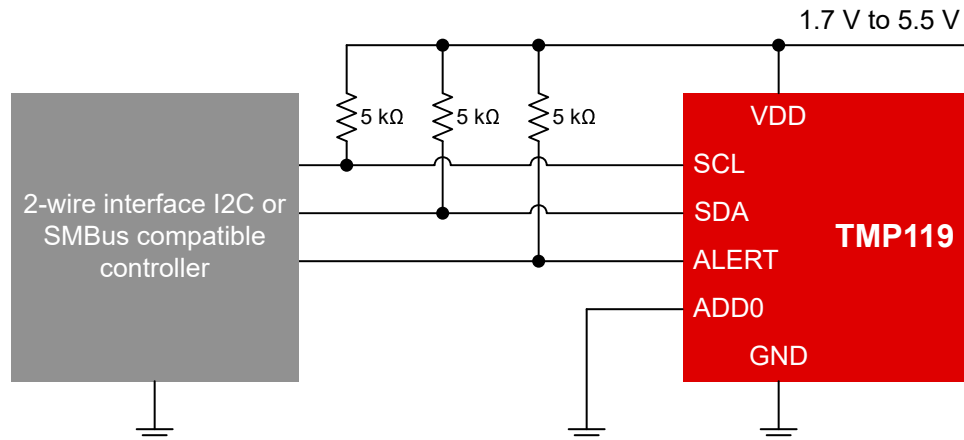 1.7 V to 5.5 V
5 kΩ
5 kΩ
5 kΩ
2-wire interface I2C or
SMBus compatible
controller
VDD
SCL
SDA
ALERT
ADD0
GND
TMP119